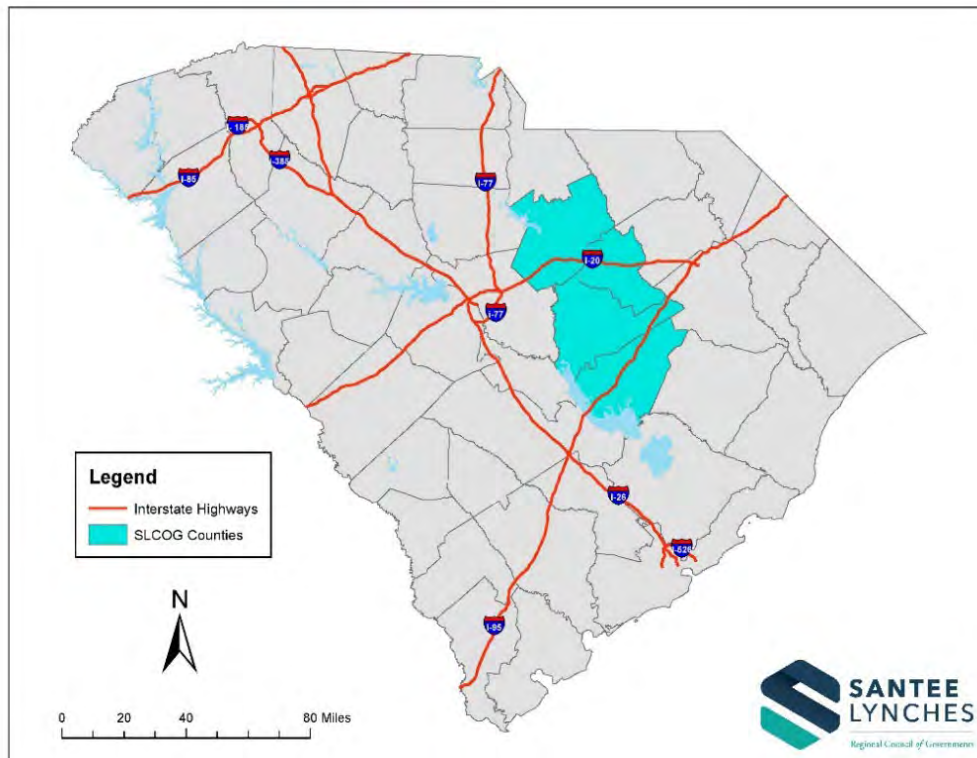 I-185
I-385
I-85
I-77
I-20
I-77
I-26
I-526
I-95
Legend
Interstate Highways
SLCOG Counties
N
0 20 40 80 Miles
SANTEE
LYNCHES
Regional Council of Governments